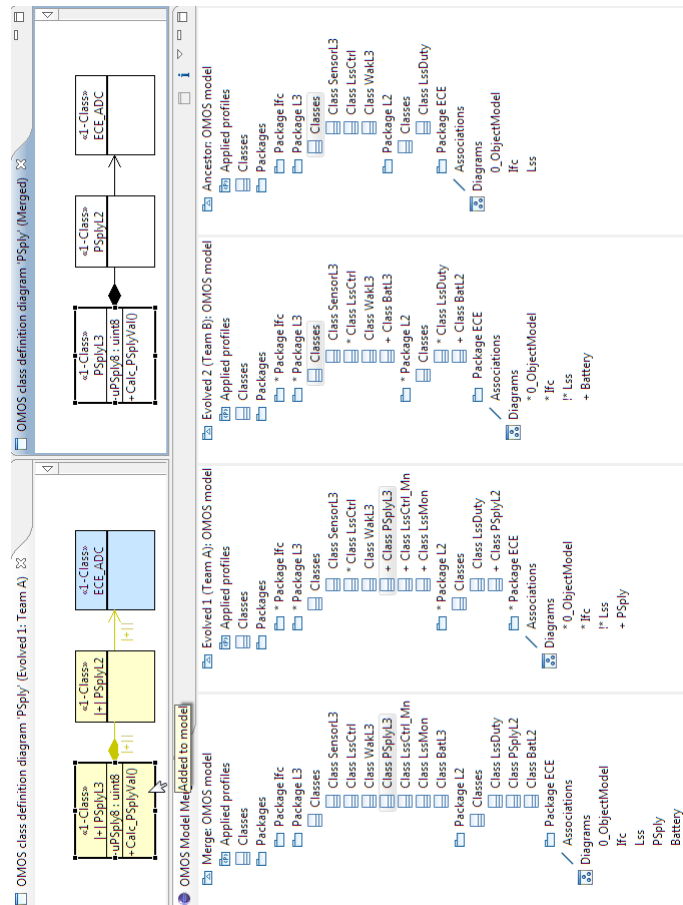 OMOS class definition diagram 'PSply' (Evolved 1: Team A)
«1-Class»
|+| PSplyL3
-uPSply8 : uint8
+Calc_PSplyVal()
|+||
«1-Class»
|+| PSplyL2
|+||
«1-Class»
ECE_ADC
OMOS class definition diagram 'PSply' (Merged)
«1-Class»
PSplyL3
-uPSply8 : uint8
+Calc_PSplyVal()
«1-Class»
PSplyL2
«1-Class»
ECE_ADC
OMOS Model Me
Added to model
Merge: OMOS model
Applied profiles
Classes
Packages
Package Ifc
Package L3
Classes
Class SensorL3
Class LssCtrl
Class WakL3
Class PSplyL3
Class LssCtrl_Mn
Class LssMon
Class BatL3
Package L2
Classes
Class LssDuty
Class PSplyL2
Class BatL2
Package ECE
Associations
Diagrams
0_ObjectModel
Ifc
Lss
PSply
Battery
Evolved 1 (Team A): OMOS model
Applied profiles
Classes
Packages
* Package Ifc
* Package L3
Classes
Class SensorL3
* Class LssCtrl
Class WakL3
+ Class PSplyL3
+ Class LssCtrl_Mn
+ Class LssMon
* Package L2
Classes
Class LssDuty
+ Class PSplyL2
* Package ECE
Associations
Diagrams
* 0_ObjectModel
* Ifc
!* Lss
+ PSply
Evolved 2 (Team B): OMOS model
Applied profiles
Classes
Packages
* Package Ifc
* Package L3
Classes
Class SensorL3
* Class LssCtrl
Class WakL3
+ Class BatL3
* Package L2
Classes
* Class LssDuty
+ Class BatL2
Package ECE
Associations
Diagrams
* 0_ObjectModel
* Ifc
!* Lss
+ Battery
Ancestor: OMOS model
Applied profiles
Classes
Packages
Package Ifc
Package L3
Classes
Class SensorL3
Class LssCtrl
Class WakL3
Package L2
Classes
Class LssDuty
Package ECE
Associations
Diagrams
0_ObjectModel
Ifc
Lss